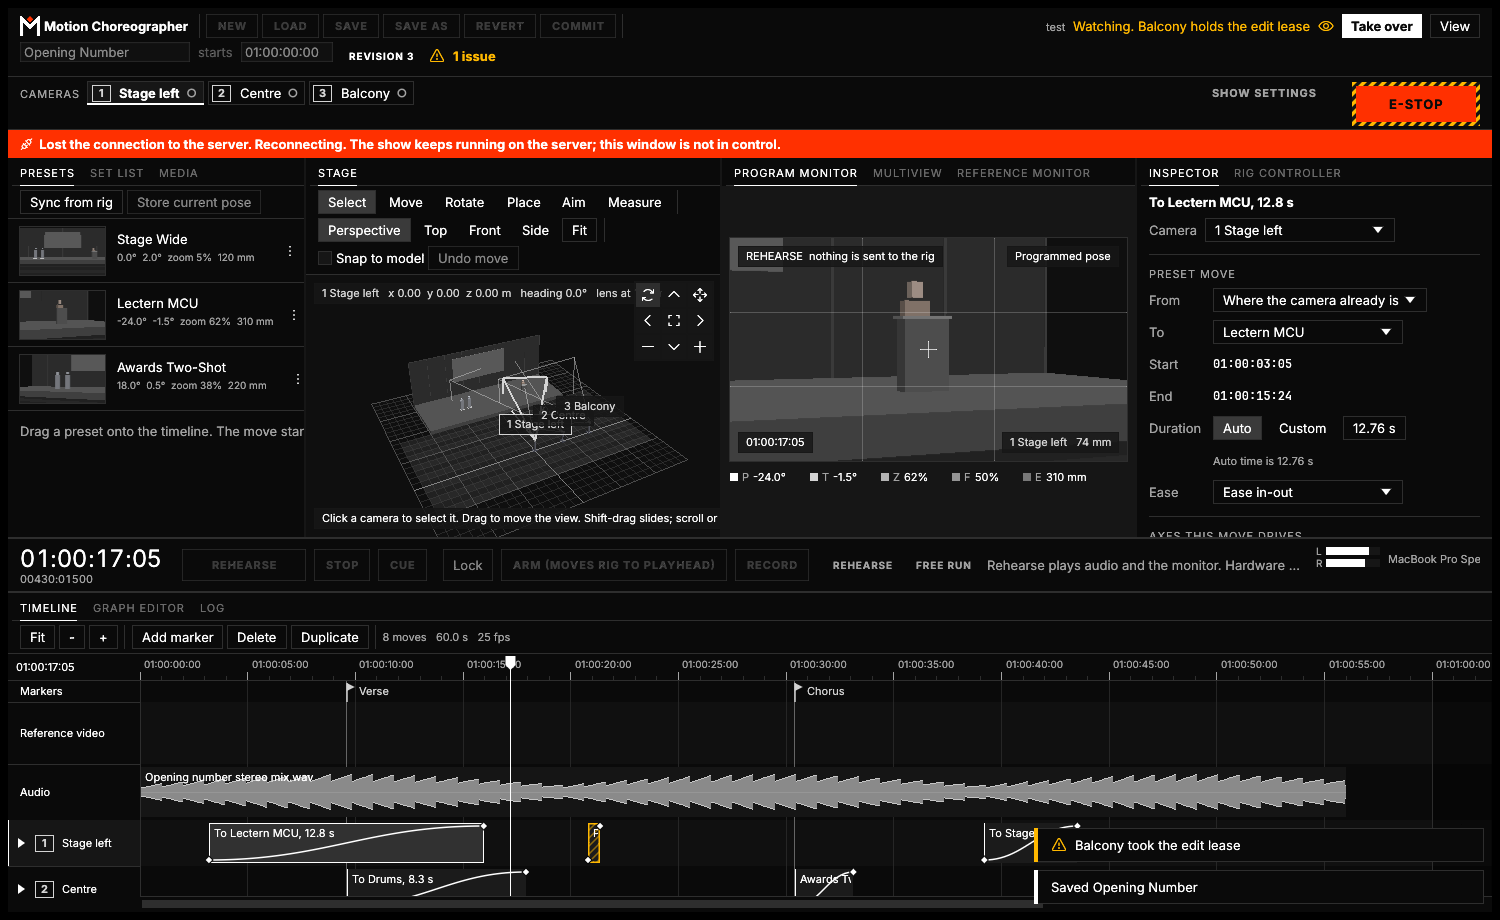 Motion Choreographer NEW LOAD SAVE SAVE AS REVERT COMMIT test Watching. Balcony holds the edit lease Take over View
Opening Number starts 01:00:00:00 REVISION 3 1 issue
CAMERAS 1 Stage left 2 Centre 3 Balcony SHOW SETTINGS E-STOP
Lost the connection to the server. Reconnecting. The show keeps running on the server; this window is not in control.
PRESETS SET LIST MEDIA
Sync from rig Store current pose
Stage Wide
0.0° 2.0° zoom 5% 120 mm
Lectern MCU
-24.0° -1.5° zoom 62% 310 mm
Awards Two-Shot
18.0° 0.5° zoom 38% 220 mm
Drag a preset onto the timeline. The move star
STAGE
Select Move Rotate Place Aim Measure
Perspective Top Front Side Fit
Snap to model Undo move
1 Stage left x 0.00 y 0.00 z 0.00 m heading 0.0° lens at
3 Balcony
2 Centre
1 Stage left
Click a camera to select it. Drag to move the view. Shift-drag slides; scroll or
PROGRAM MONITOR MULTIVIEW REFERENCE MONITOR
REHEARSE nothing is sent to the rig Programmed pose
01:00:17:05 1 Stage left 74 mm
P -24.0° T -1.5° Z 62% F 50% E 310 mm
INSPECTOR RIG CONTROLLER
To Lectern MCU, 12.8 s
Camera 1 Stage left
PRESET MOVE
From Where the camera already is
To Lectern MCU
Start 01:00:03:05
End 01:00:15:24
Duration Auto Custom 12.76 s
Auto time is 12.76 s
Ease Ease in-out
AXES THIS MOVE DRIVES
01:00:17:05
00430:01500
REHEARSE STOP CUE Lock ARM (MOVES RIG TO PLAYHEAD) RECORD REHEARSE FREE RUN Rehearse plays audio and the monitor. Hardware ... L R MacBook Pro Spe
TIMELINE GRAPH EDITOR LOG
Fit - + Add marker Delete Duplicate 8 moves 60.0 s 25 fps
01:00:17:05 01:00:00:00 01:00:05:00 01:00:10:00 01:00:15:00 01:00:20:00 01:00:25:00 01:00:30:00 01:00:35:00 01:00:40:00 01:00:45:00 01:00:50:00 01:00:55:00 01:01:00:00
Markers Verse Chorus
Reference video
Opening number stereo mix.wav
Audio
To Lectern MCU, 12.8 s To Stage
1 Stage left
Balcony took the edit lease
To Drums, 8.3 s Awards
2 Centre
Saved Opening Number